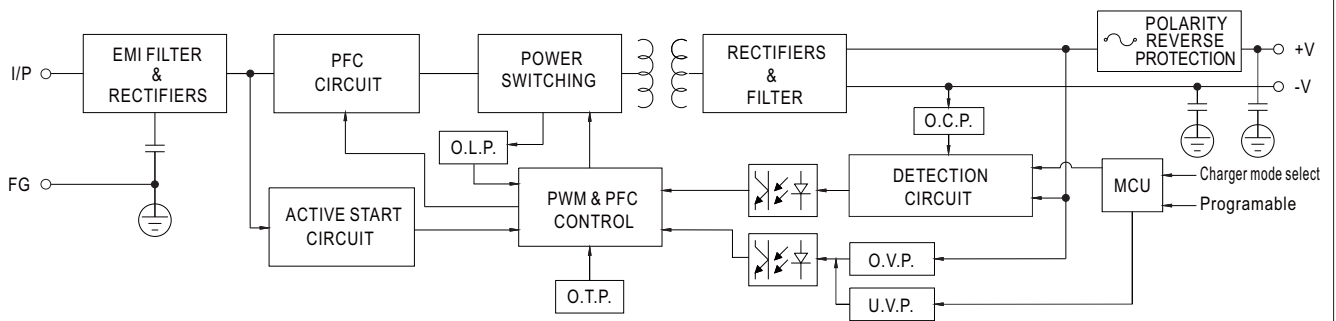 I/P
EMI FILTER
&
RECTIFIERS
PFC
CIRCUIT
POWER
SWITCHING
RECTIFIERS
&
FILTER
POLARITY
REVERSE
PROTECTION
+V
-V
O.L.P.
O.C.P.
FG
ACTIVE START
CIRCUIT
PWM & PFC
CONTROL
DETECTION
CIRCUIT
MCU
Charger mode select
Programable
O.T.P.
O.V.P.
U.V.P.